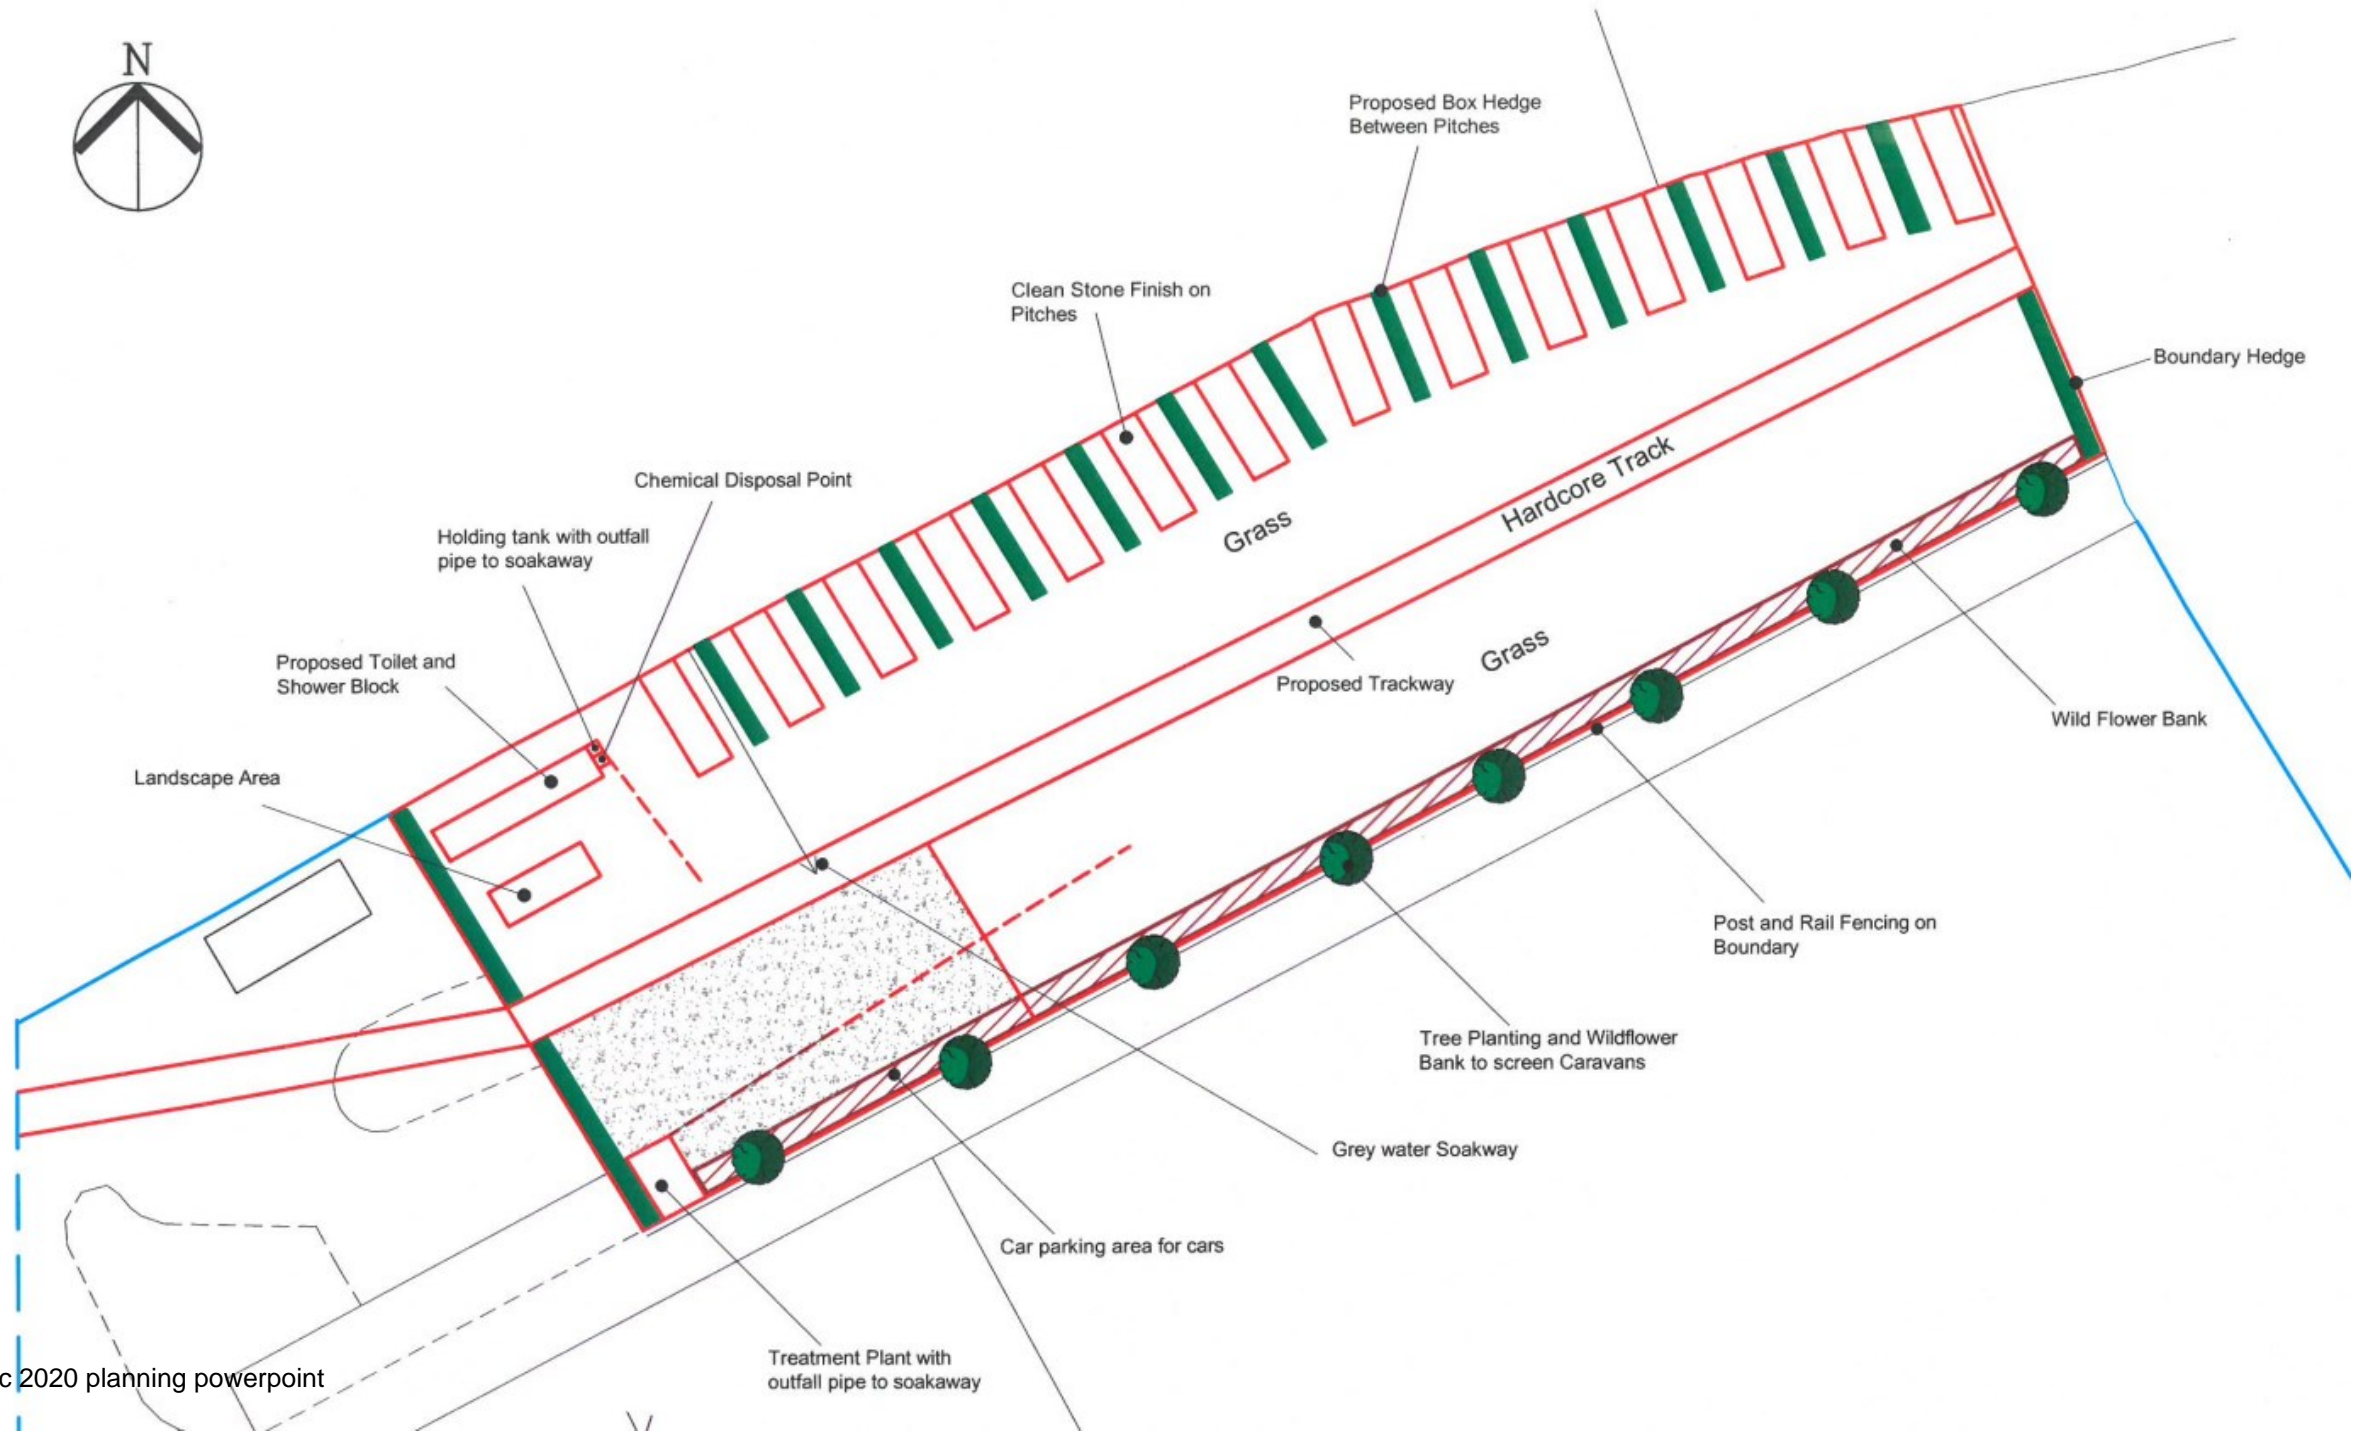 N
Proposed Box Hedge
Between Pitches
Clean Stone Finish on
Pitches
Boundary Hedge
Chemical Disposal Point
Hardcore Track
Grass
Holding tank with outfall
pipe to soakaway
Proposed Toilet and
Shower Block
Grass
Proposed Trackway
Wild Flower Bank
Landscape Area
Post and Rail Fencing on
Boundary
Tree Planting and Wildflower
Bank to screen Caravans
Grey water Soakway
Car parking area for cars
Treatment Plant with
outfall pipe to soakaway
c 2020 planning powerpoint